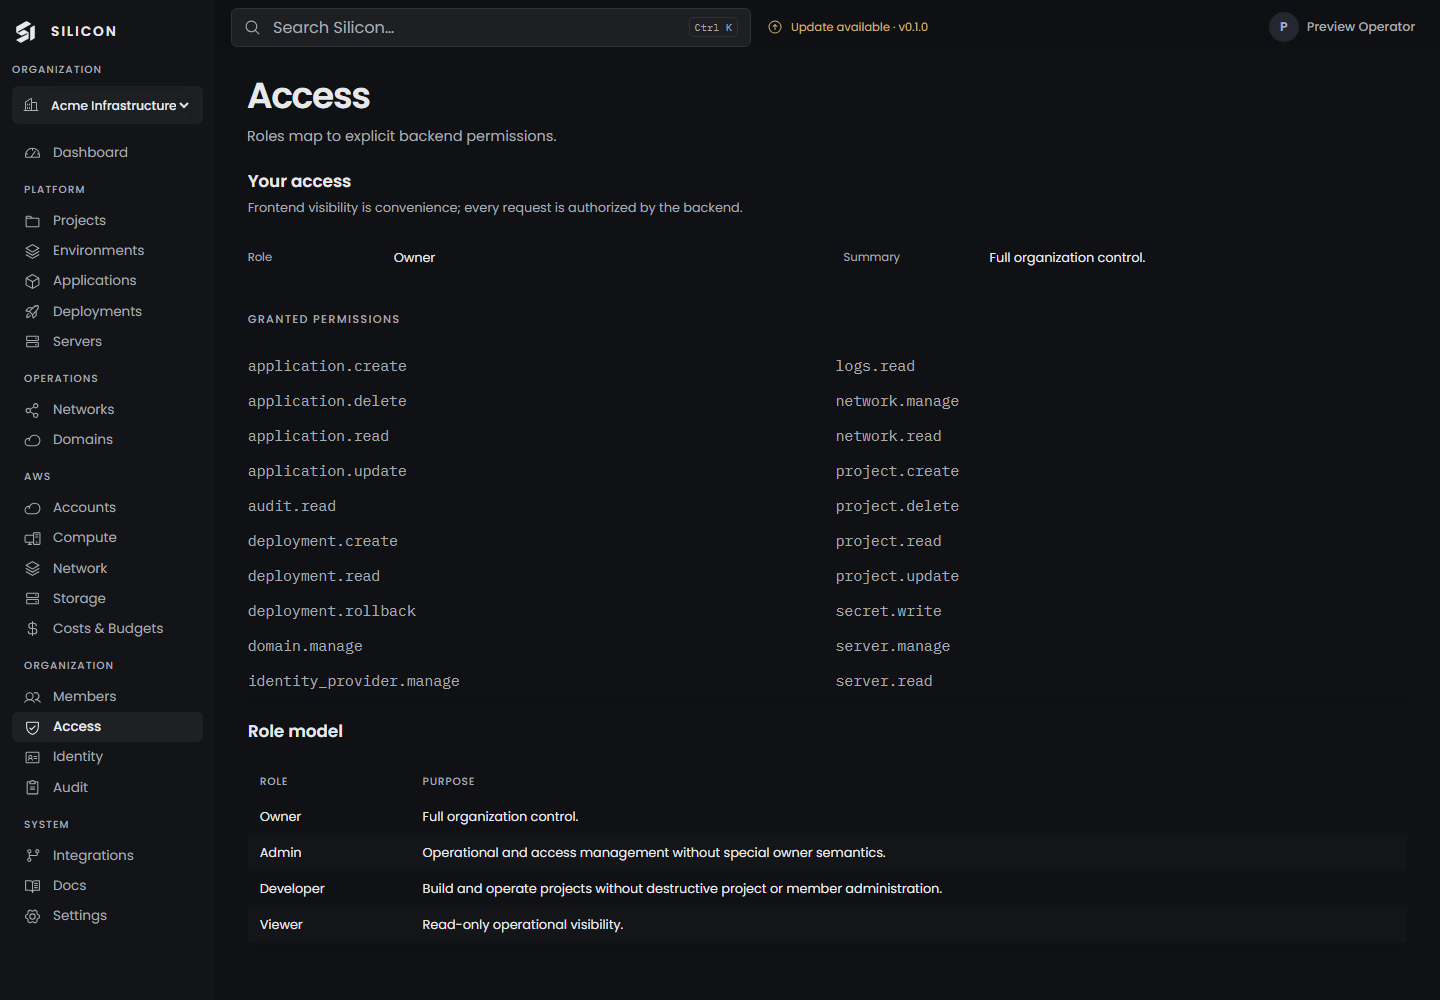 SILICON
Search Silicon...
Ctrl K
Update available · v0.1.0
P
Preview Operator
ORGANIZATION
Acme Infrastructure
Dashboard
PLATFORM
Projects
Environments
Applications
Deployments
Servers
OPERATIONS
Networks
Domains
AWS
Accounts
Compute
Network
Storage
Costs & Budgets
ORGANIZATION
Members
Access
Identity
Audit
SYSTEM
Integrations
Docs
Settings
Access
Roles map to explicit backend permissions.
Your access
Frontend visibility is convenience; every request is authorized by the backend.
Role Owner Summary Full organization control.
GRANTED PERMISSIONS
application.create
application.delete
application.read
application.update
audit.read
deployment.create
deployment.read
deployment.rollback
domain.manage
identity_provider.manage
logs.read
network.manage
network.read
project.create
project.delete
project.read
project.update
secret.write
server.manage
server.read
Role model
ROLE PURPOSE
Owner Full organization control.
Admin Operational and access management without special owner semantics.
Developer Build and operate projects without destructive project or member administration.
Viewer Read-only operational visibility.